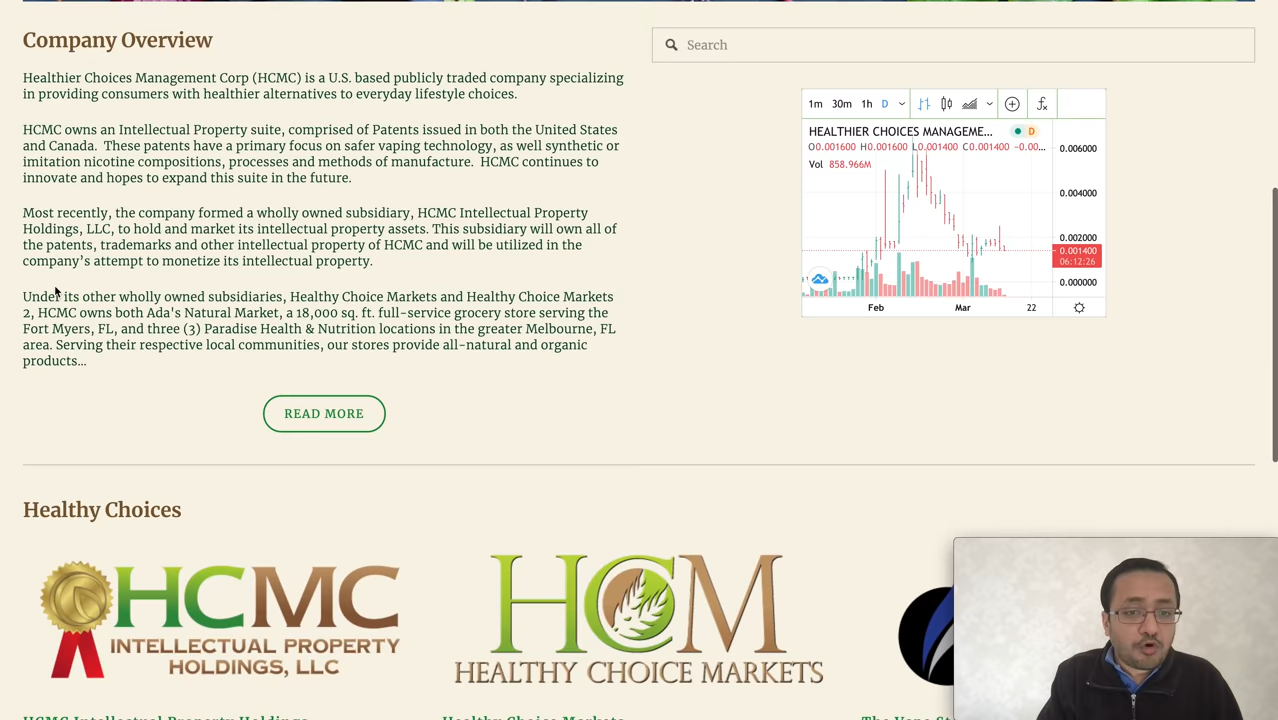 Company Overview
Healthier Choices Management Corp (HCMC) is a U.S. based publicly traded company specializing
in providing consumers with healthier alternatives to everyday lifestyle choices.
HCMC owns an Intellectual Property suite, comprised of Patents issued in both the United States
and Canada.  These patents have a primary focus on safer vaping technology, as well synthetic or
imitation nicotine compositions, processes and methods of manufacture.  HCMC continues to
innovate and hopes to expand this suite in the future.
Most recently, the company formed a wholly owned subsidiary, HCMC Intellectual Property
Holdings, LLC, to hold and market its intellectual property assets. This subsidiary will own all of
the patents, trademarks and other intellectual property of HCMC and will be utilized in the
company's attempt to monetize its intellectual property.
Under its other wholly owned subsidiaries, Healthy Choice Markets and Healthy Choice Markets
2, HCMC owns both Ada's Natural Market, a 18,000 sq. ft. full-service grocery store serving the
Fort Myers, FL, and three (3) Paradise Health & Nutrition locations in the greater Melbourne, FL
area. Serving their respective local communities, our stores provide all-natural and organic
products...
READ MORE
Search
1m 30m 1h D
HEALTHIER CHOICES MANAGEME... D
O0.001600 H0.001600 L0.001400 C0.001400 −0.00...
Vol 858.966M
0.006000
0.004000
0.002000
0.001400
06:12:26
0.000000
Feb Mar 22
Healthy Choices
HCMC
INTELLECTUAL PROPERTY
HOLDINGS, LLC
HCM
HEALTHY CHOICE MARKETS
HCMC Intellectual Property Holdings
Healthy Choice Markets
The Vape St